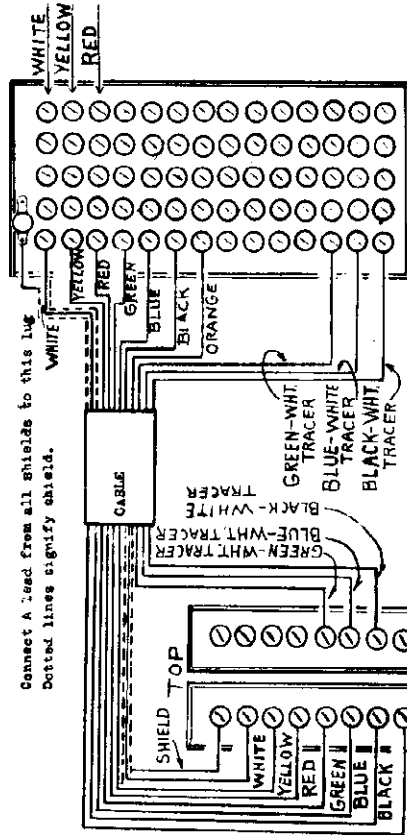 WHITE
YELLOW
RED
Connect A lead from all shields to this lug
Dotted lines signify shield.
WHITE
YELLOW
RED
GREEN
BLUE
BLACK
ORANGE
CABLE
GREEN-WHT.
TRACER
BLUE-WHITE
TRACER
BLACK-WHT.
TRACER
BLACK-WHITE
TRACER
BLUE-WHT. TRACER
GREEN-WHT. TRACER
TOP
SHIELD
WHITE
YELLOW
RED
GREEN
BLUE
BLACK